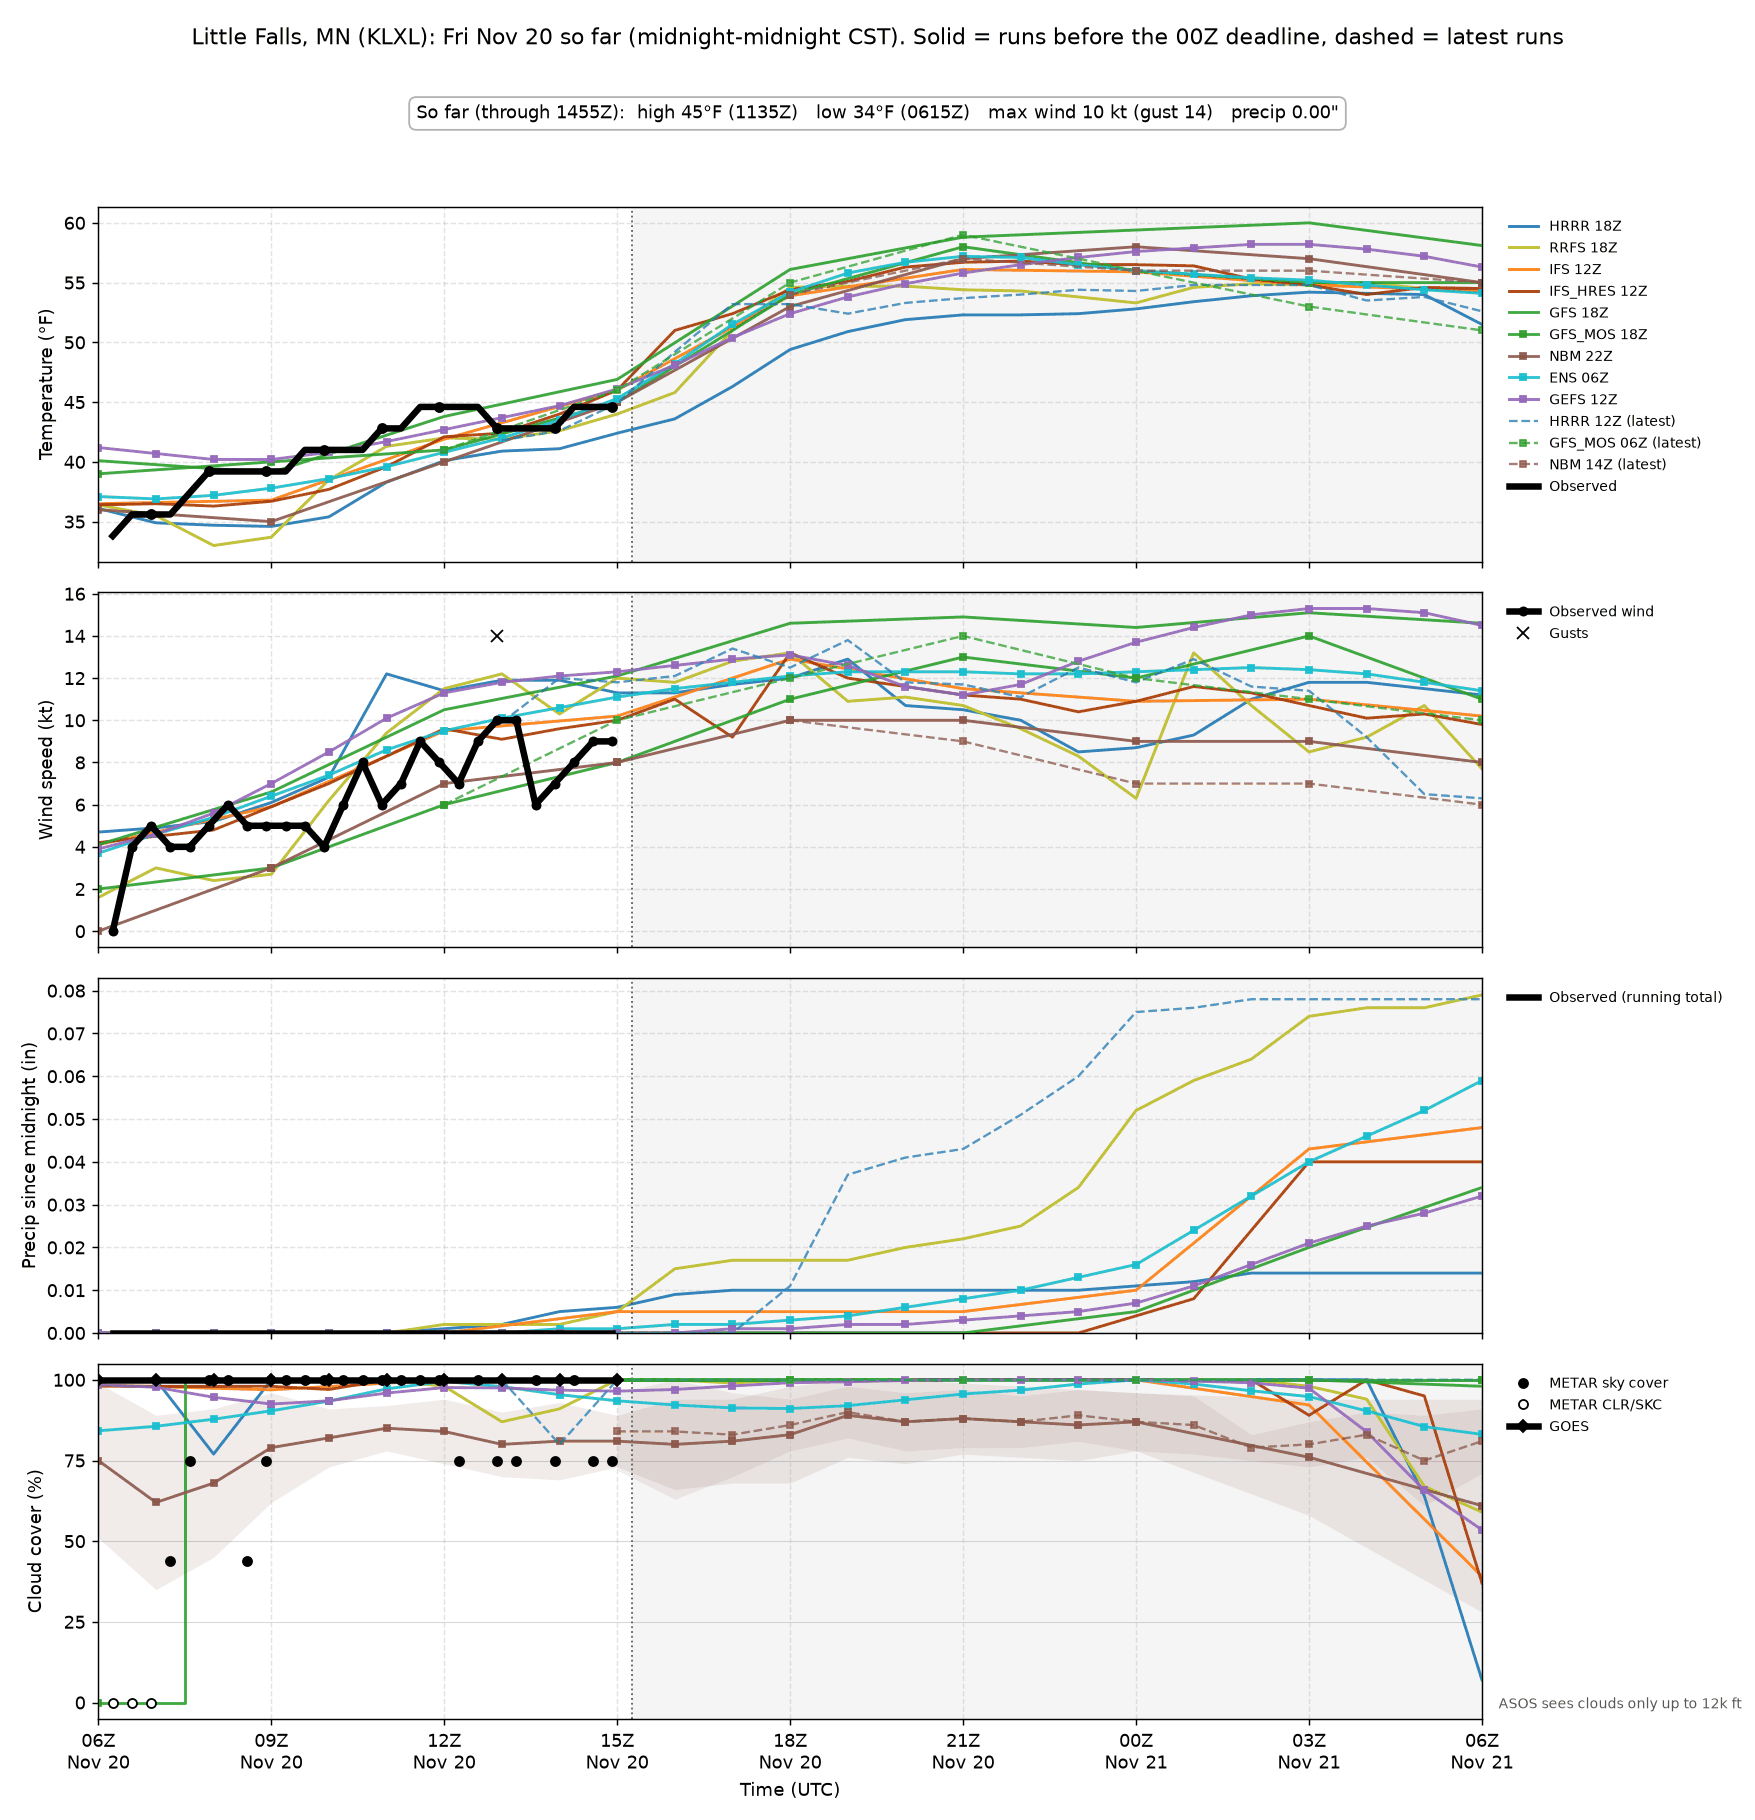 Little Falls, MN (KLXL): Fri Nov 20 so far (midnight-midnight CST). Solid = runs before the 00Z deadline, dashed = latest runs
So far (through 1455Z):  high 45°F (1135Z)   low 34°F (0615Z)   max wind 10 kt (gust 14)   precip 0.00"
Temperature (°F)
60
55
50
45
40
35
HRRR 18Z
RRFS 18Z
IFS 12Z
IFS_HRES 12Z
GFS 18Z
GFS_MOS 18Z
NBM 22Z
ENS 06Z
GEFS 12Z
HRRR 12Z (latest)
GFS_MOS 06Z (latest)
NBM 14Z (latest)
Observed
Wind speed (kt)
16
14
12
10
8
6
4
2
0
Observed wind
Gusts
Precip since midnight (in)
0.08
0.07
0.06
0.05
0.04
0.03
0.02
0.01
0.00
Observed (running total)
Cloud cover (%)
100
75
50
25
0
METAR sky cover
METAR CLR/SKC
GOES
ASOS sees clouds only up to 12k ft
06Z
Nov 20
09Z
Nov 20
12Z
Nov 20
15Z
Nov 20
18Z
Nov 20
21Z
Nov 20
00Z
Nov 21
03Z
Nov 21
06Z
Nov 21
Time (UTC)